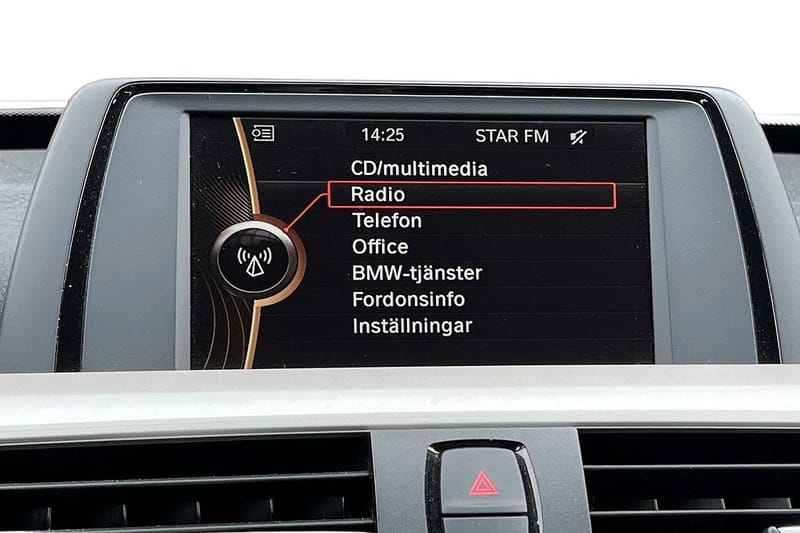 14:25 STAR FM
CD/multimedia
Radio
Telefon
Office
BMW-tjänster
Fordonsinfo
Inställningar